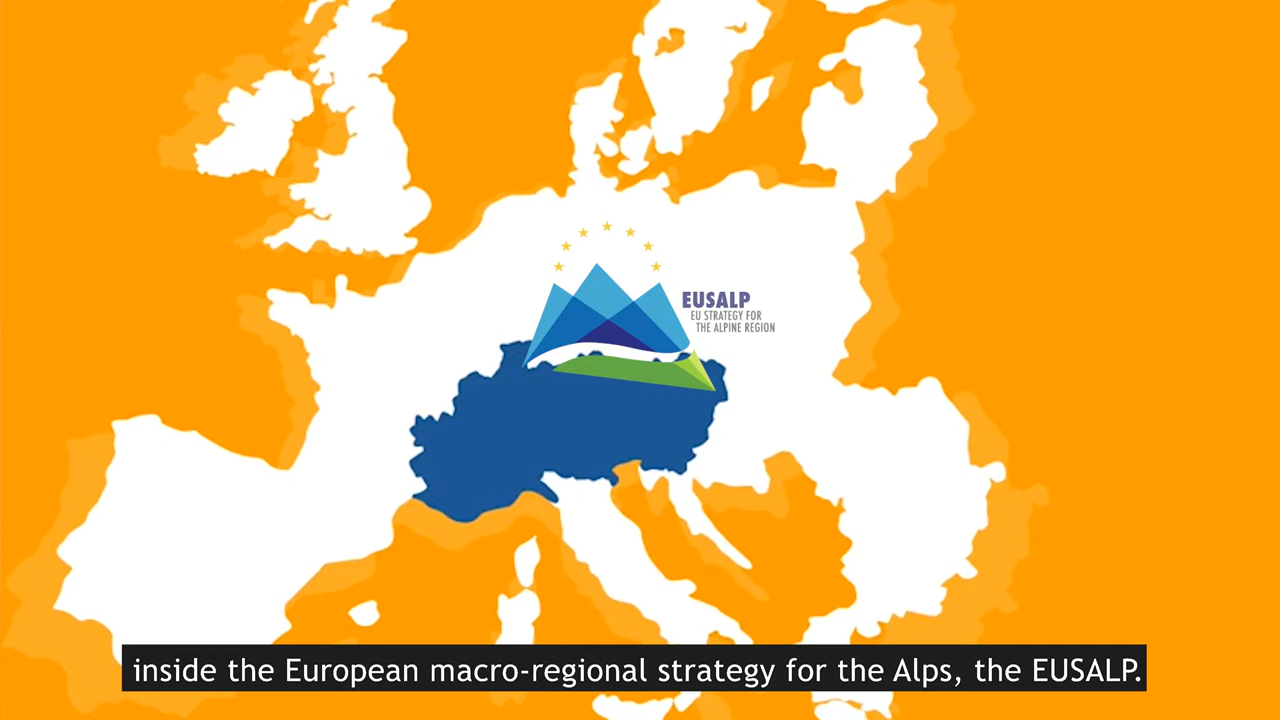 EUSALP
EU STRATEGY FOR
THE ALPINE REGION
inside the European macro-regional strategy for the Alps, the EUSALP.